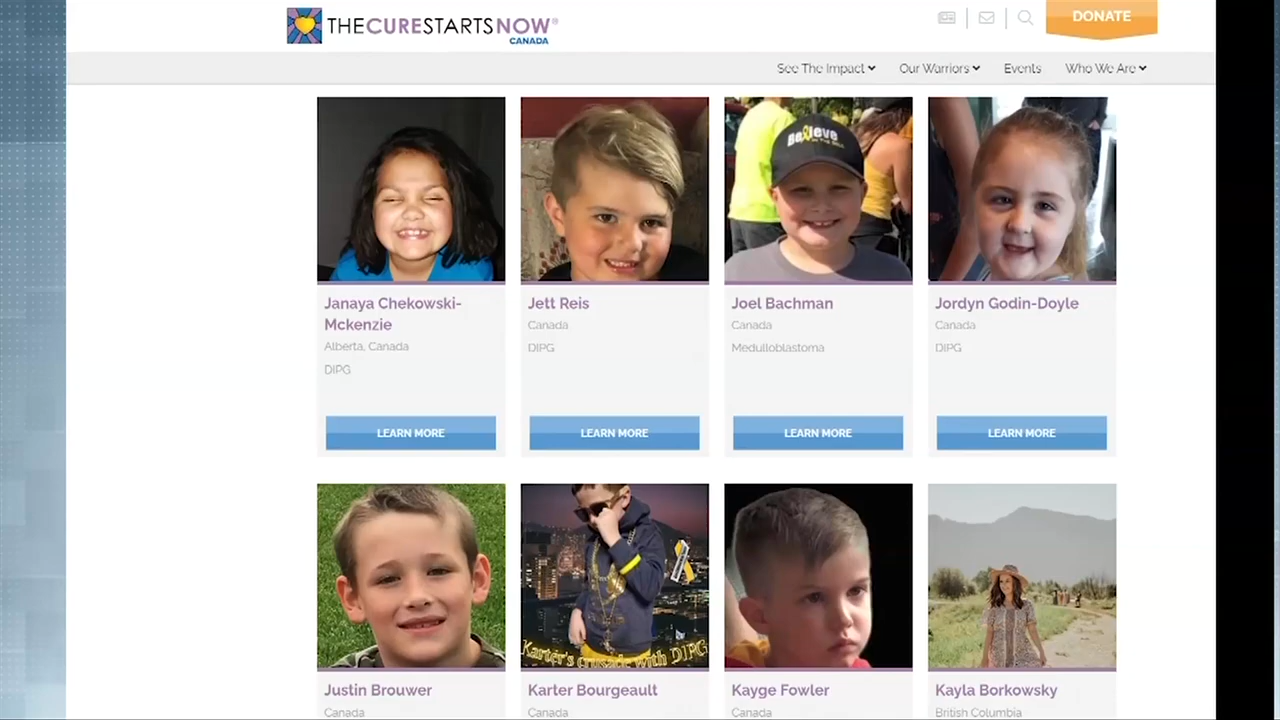 THECURESTARTSNOW®
CANADA
DONATE
See The Impact
Our Warriors
Events
Who We Are
Believe
Janaya Chekowski-
Mckenzie
Alberta, Canada
DIPG
LEARN MORE
Jett Reis
Canada
DIPG
LEARN MORE
Joel Bachman
Canada
Medulloblastoma
LEARN MORE
Jordyn Godin-Doyle
Canada
DIPG
LEARN MORE
Karter's crusade with DIPG
Justin Brouwer
Canada
Karter Bourgeault
Canada
Kayge Fowler
Canada
Kayla Borkowsky
British Columbia